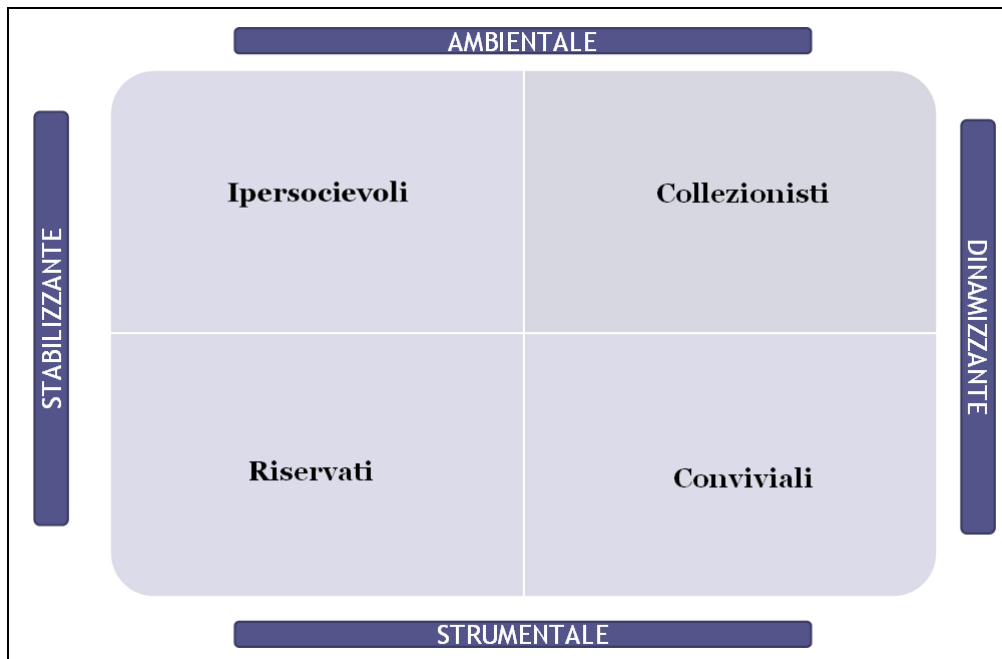 AMBIENTALE
Ipersocievoli
Collezionisti
STABILIZZANTE
DINAMIZZANTE
Riservati
Conviviali
STRUMENTALE